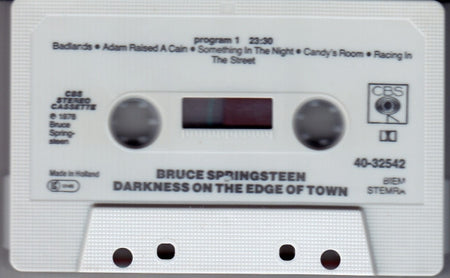 program 1 23:30
Badlands • Adam Raised A Cain • Something In The Night • Candy's Room • Racing In
The Street
CBS
STEREO
CASSETTE
℗ 1978
Bruce
Spring-
steen
CBS
40-32542
Made in Holland
BRUCE SPRINGSTEEN
DARKNESS ON THE EDGE OF TOWN
BIEM
STEMRA